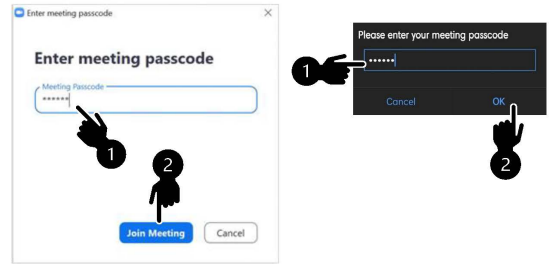 Enter meeting passcode
Enter meeting passcode
Meeting Passcode
******
1
2
Join Meeting
Cancel
Please enter your meeting passcode
1
••••••
Cancel
OK
2